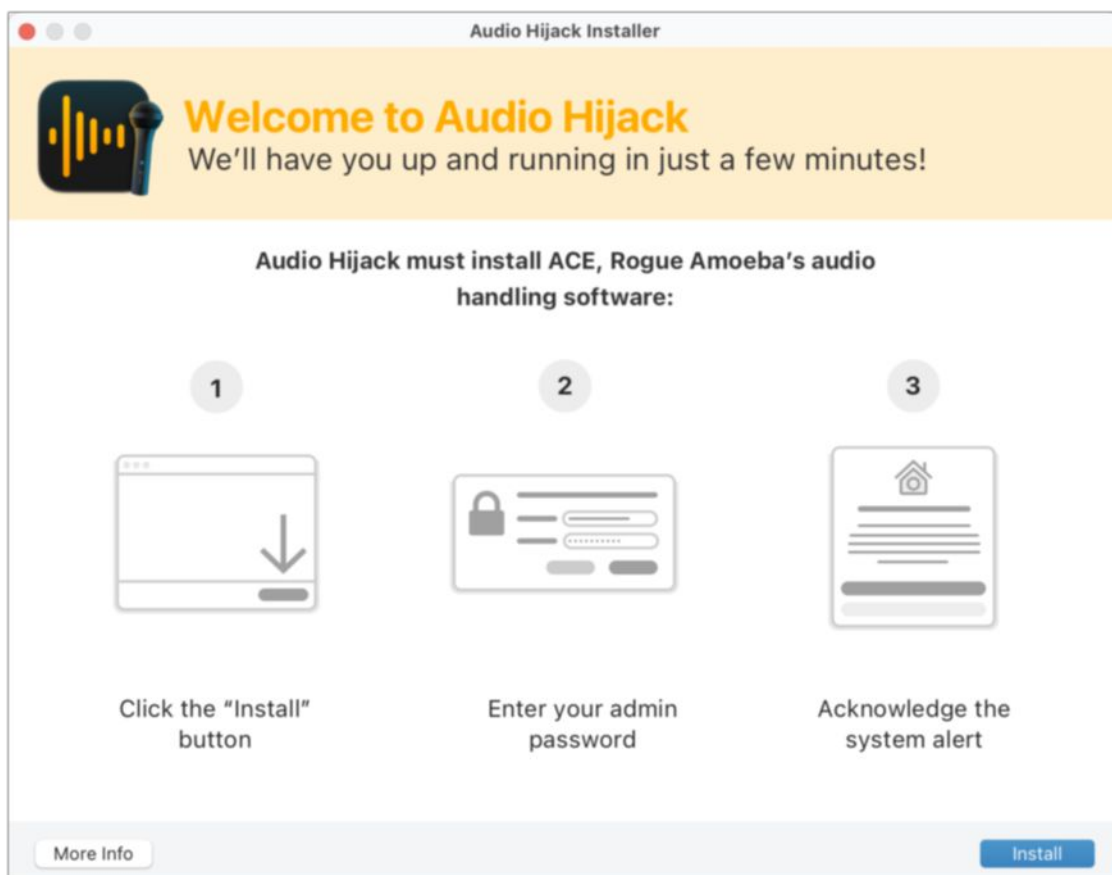 Audio Hijack Installer
Welcome to Audio Hijack
We’ll have you up and running in just a few minutes!
Audio Hijack must install ACE, Rogue Amoeba’s audio
handling software:
1
2
3
Click the “Install”
button
Enter your admin
password
Acknowledge the
system alert
More Info
Install